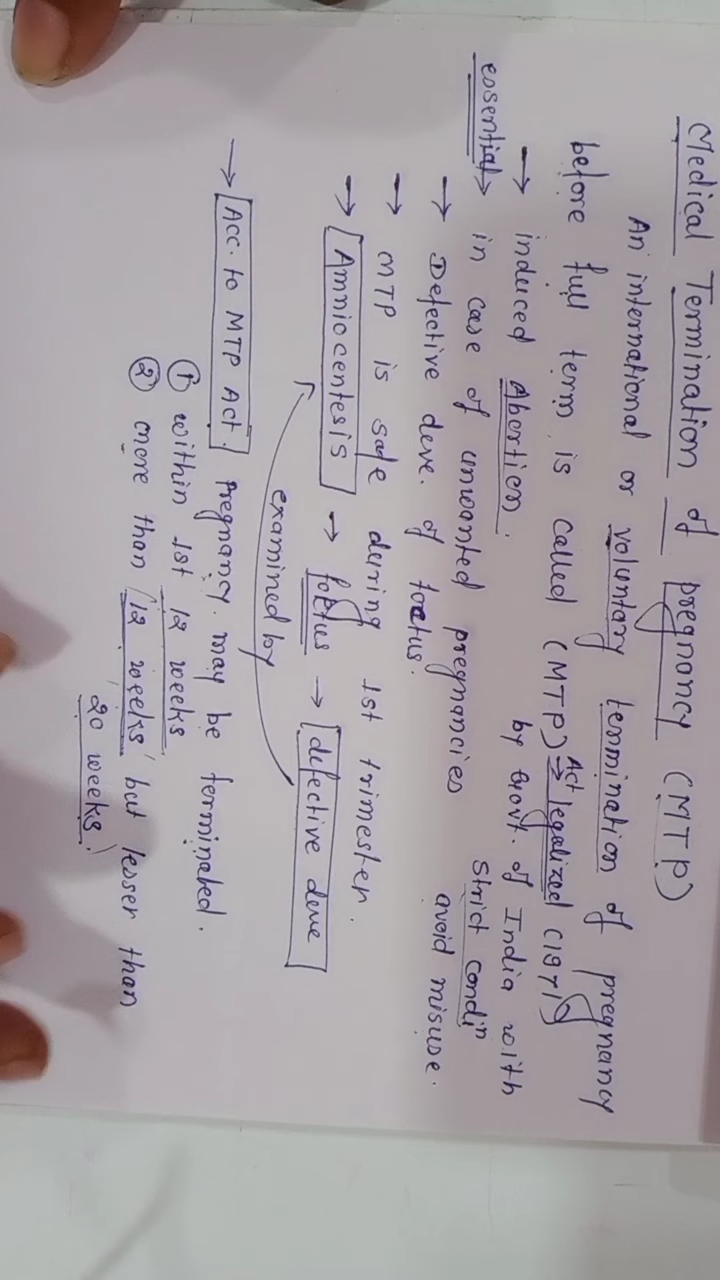 Medical Termination of pregnancy (MTP)
An international or voluntary termination of pregnancy
before full term is called (MTP) Act → legalized (1971)
→ induced Abortion. by Govt. of India with
essential → in case of unwanted pregnancies Strict condiⁿ
→ Defective deve. of foetus. avoid misuse.
→ MTP is safe during 1st trimester.
→ Amniocentesis → foetus → defective deve
examined by
→ Acc. to MTP Act pregnancy may be terminated.
① within 1st 12 weeks
② more than 12 weeks but lesser than
20 weeks.